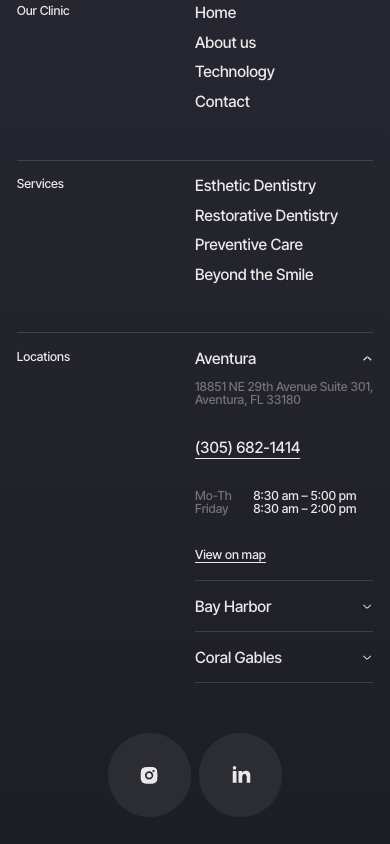 Our Clinic
Home
About us
Technology
Contact
Services
Esthetic Dentistry
Restorative Dentistry
Preventive Care
Beyond the Smile
Locations
Aventura
18851 NE 29th Avenue Suite 301,
Aventura, FL 33180
(305) 682-1414
Mo-Th 8:30 am – 5:00 pm
Friday 8:30 am – 2:00 pm
View on map
Bay Harbor
Coral Gables
in